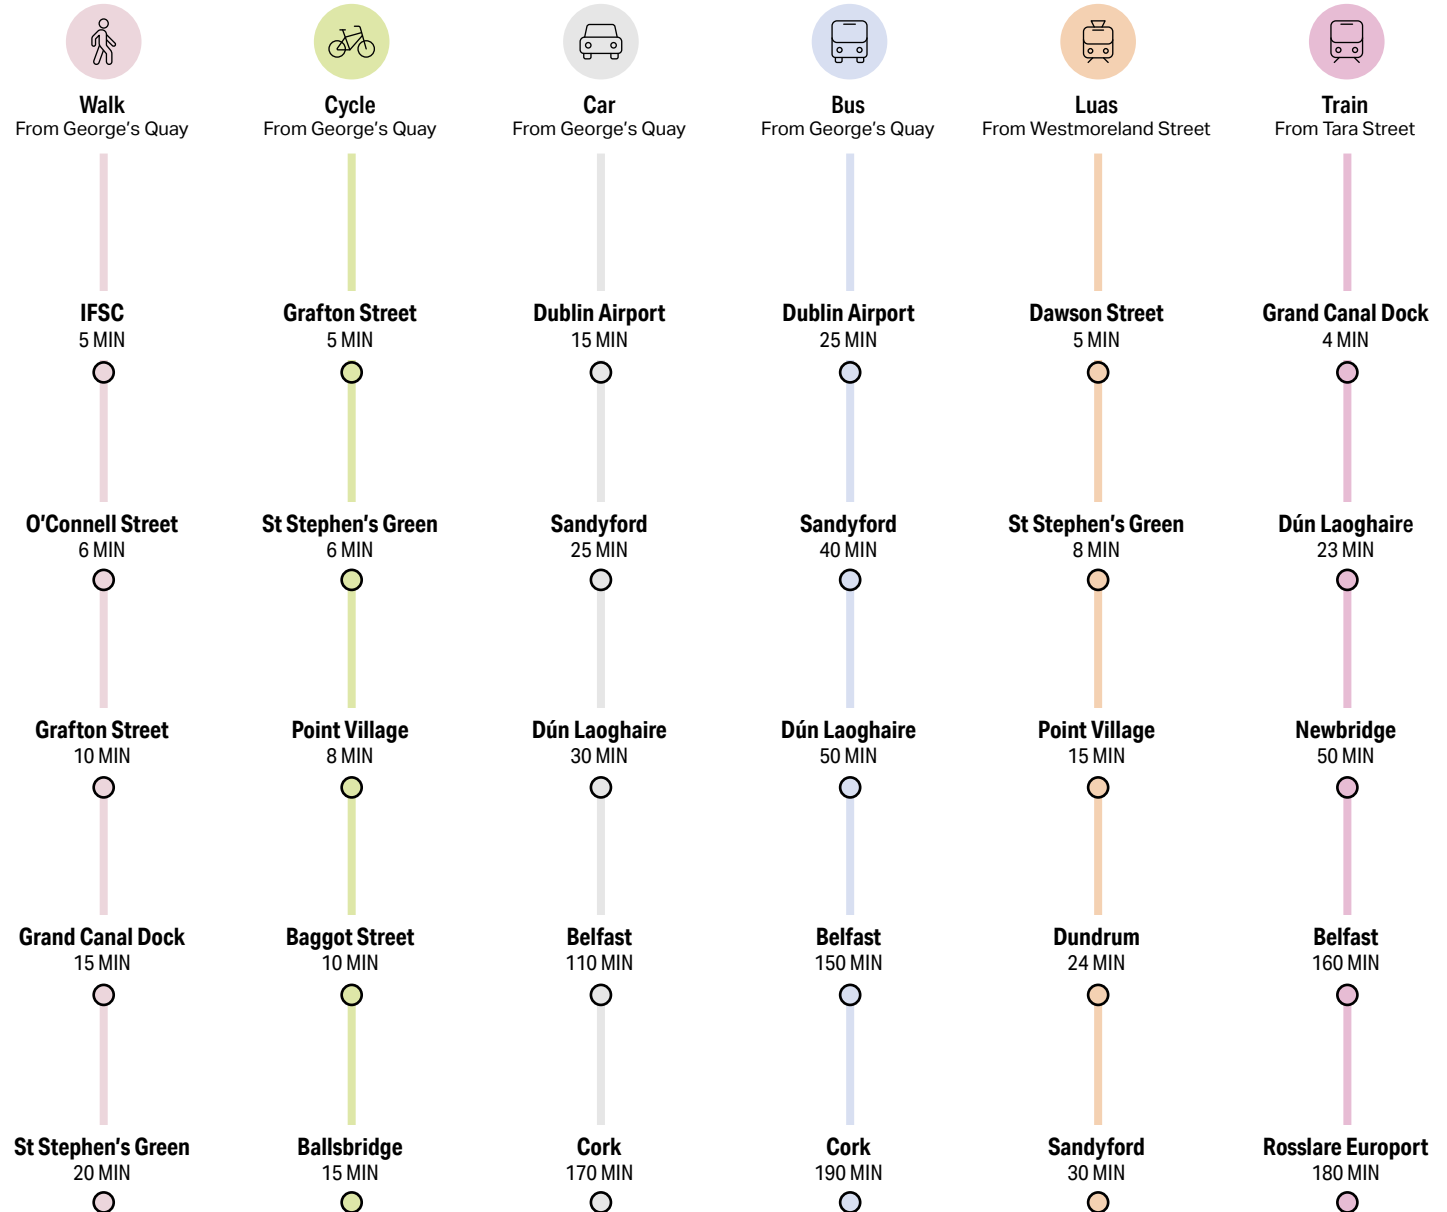 Walk
From George's Quay
IFSC
5 MIN
O'Connell Street
6 MIN
Grafton Street
10 MIN
Grand Canal Dock
15 MIN
St Stephen's Green
20 MIN
Cycle
From George's Quay
Grafton Street
5 MIN
St Stephen's Green
6 MIN
Point Village
8 MIN
Baggot Street
10 MIN
Ballsbridge
15 MIN
Car
From George's Quay
Dublin Airport
15 MIN
Sandyford
25 MIN
Dún Laoghaire
30 MIN
Belfast
110 MIN
Cork
170 MIN
Bus
From George's Quay
Dublin Airport
25 MIN
Sandyford
40 MIN
Dún Laoghaire
50 MIN
Belfast
150 MIN
Cork
190 MIN
Luas
From Westmoreland Street
Dawson Street
5 MIN
St Stephen's Green
8 MIN
Point Village
15 MIN
Dundrum
24 MIN
Sandyford
30 MIN
Train
From Tara Street
Grand Canal Dock
4 MIN
Dún Laoghaire
23 MIN
Newbridge
50 MIN
Belfast
160 MIN
Rosslare Europort
180 MIN